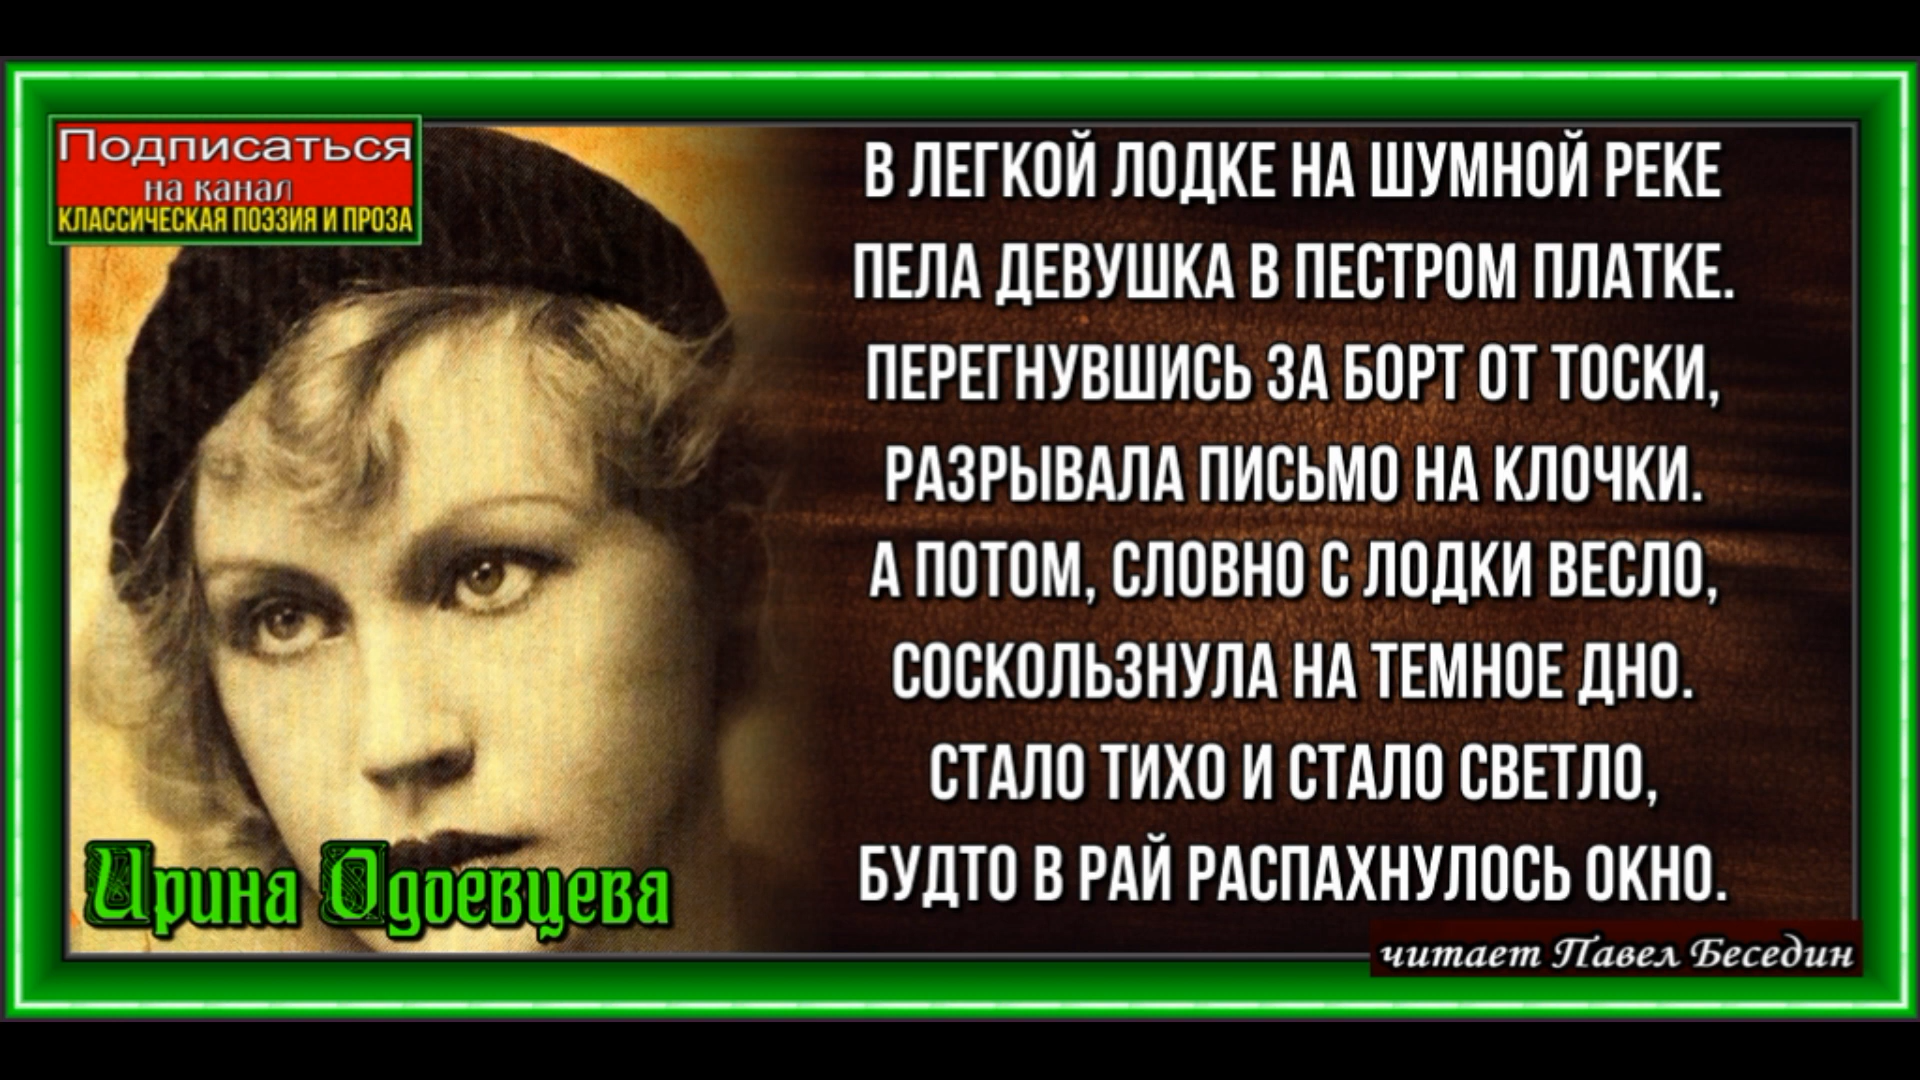 Подписаться
на канал
КЛАССИЧЕСКАЯ ПОЭЗИЯ И ПРОЗА
В ЛЕГКОЙ ЛОДКЕ НА ШУМНОЙ РЕКЕ
ПЕЛА ДЕВУШКА В ПЕСТРОМ ПЛАТКЕ.
ПЕРЕГНУВШИСЬ ЗА БОРТ ОТ ТОСКИ,
РАЗРЫВАЛА ПИСЬМО НА КЛОЧКИ.
А ПОТОМ, СЛОВНО С ЛОДКИ ВЕСЛО,
СОСКОЛЬЗНУЛА НА ТЕМНОЕ ДНО.
СТАЛО ТИХО И СТАЛО СВЕТЛО,
БУДТО В РАЙ РАСПАХНУЛОСЬ ОКНО.
Ирина Одоевцева
читает Павел Беседин